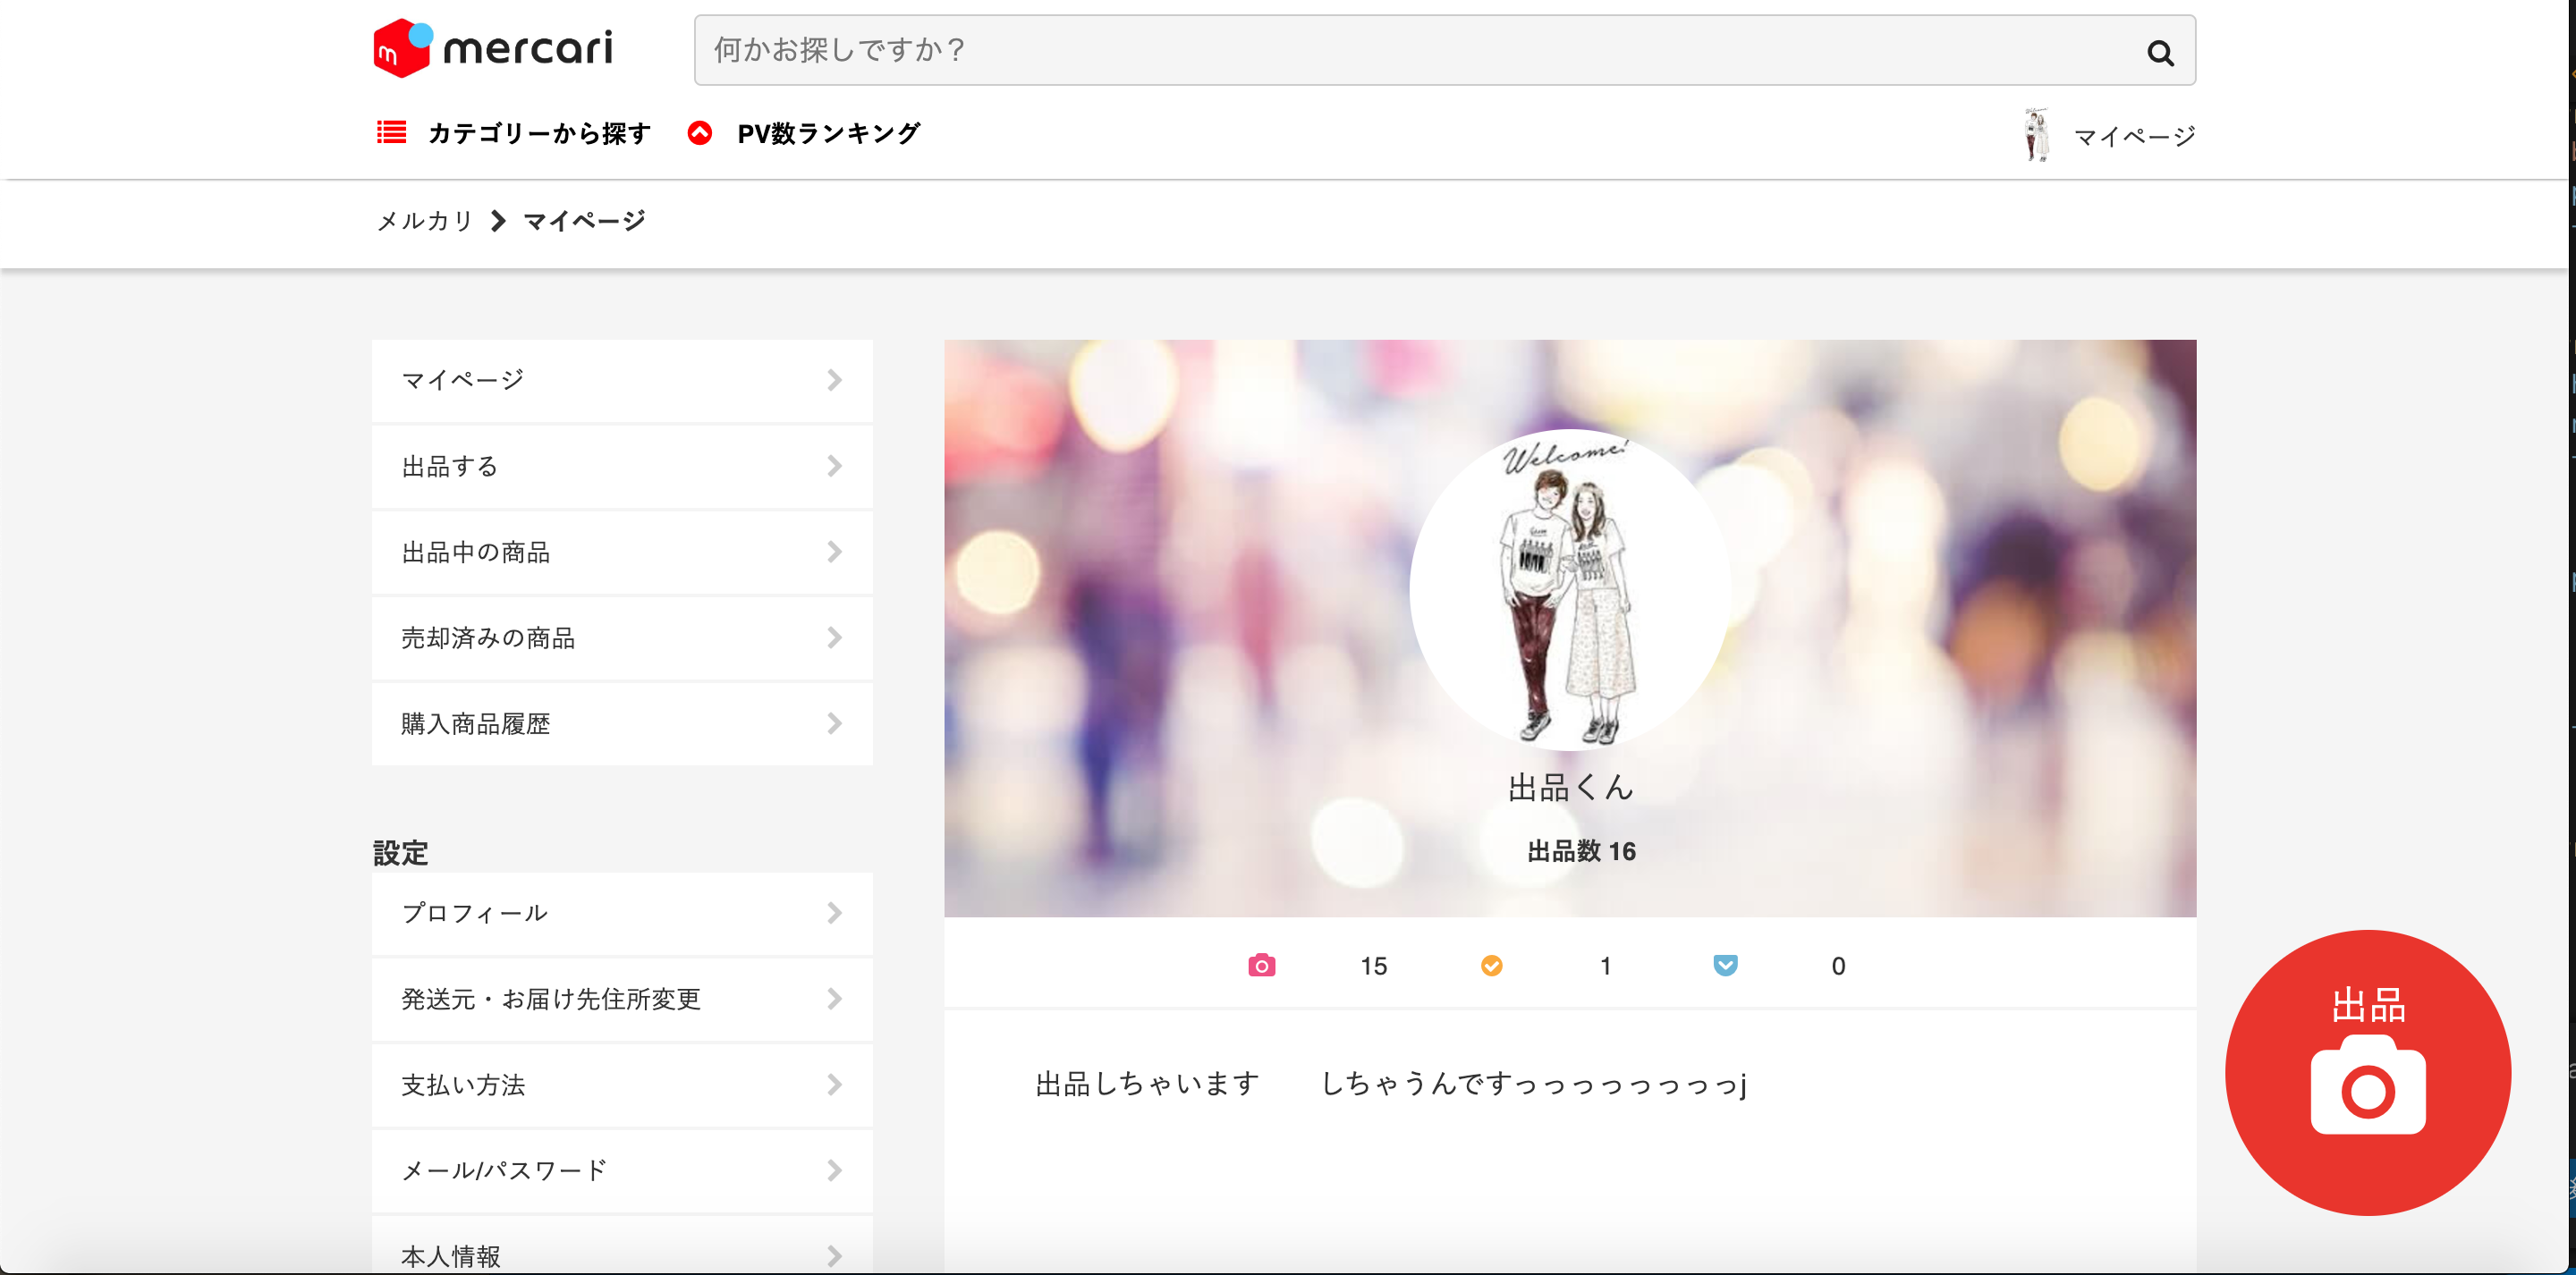 mercari
何かお探しですか？
カテゴリーから探す PV数ランキング
マイページ
メルカリ マイページ
マイページ
出品する
出品中の商品
売却済みの商品
購入商品履歴
設定
プロフィール
発送元・お届け先住所変更
支払い方法
メール/パスワード
本人情報
Welcome!
出品くん
出品数 16
15 1 0
出品しちゃいます しちゃうんですっっっっっっっっj
出品